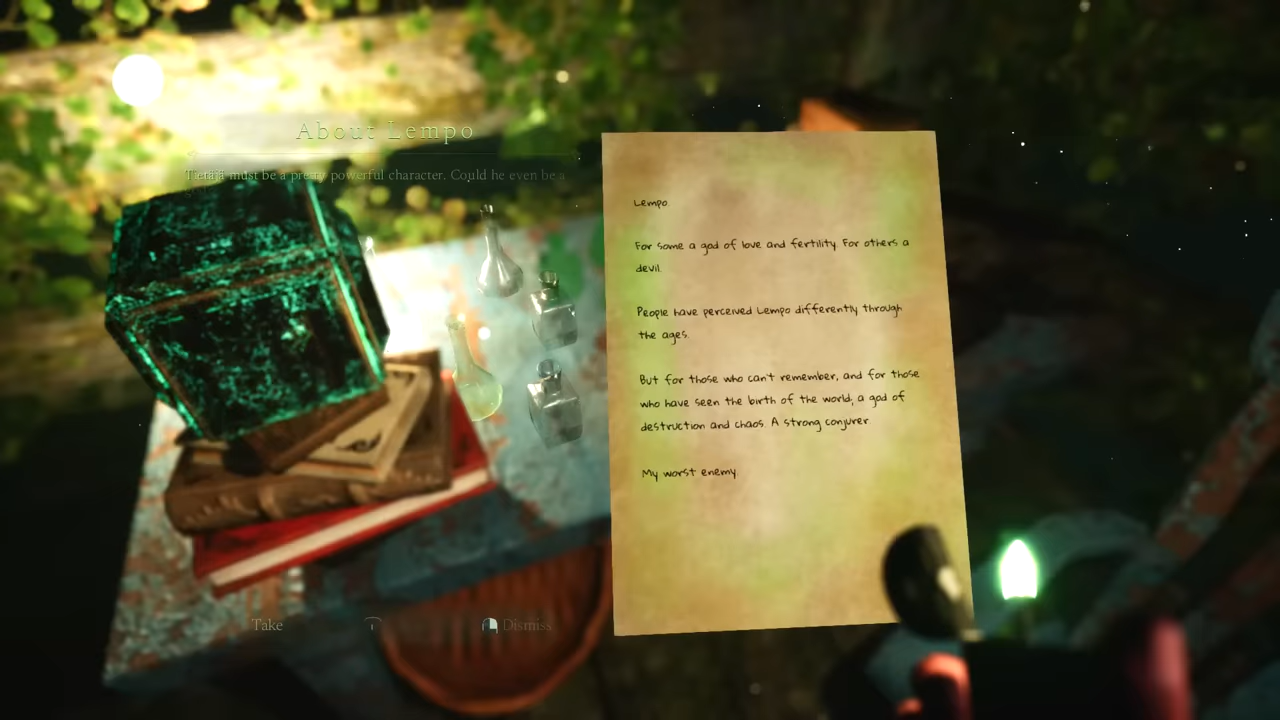 About Lempo
Tietäjä must be a pretty powerful character. Could he even be a
Lempo.
For some a god of love and fertility. For others a
devil.
People have perceived Lempo differently through
the ages.
But for those who can't remember, and for those
who have seen the birth of the world, a god of
destruction and chaos. A strong conjurer.
My worst enemy.
Take
Dismiss